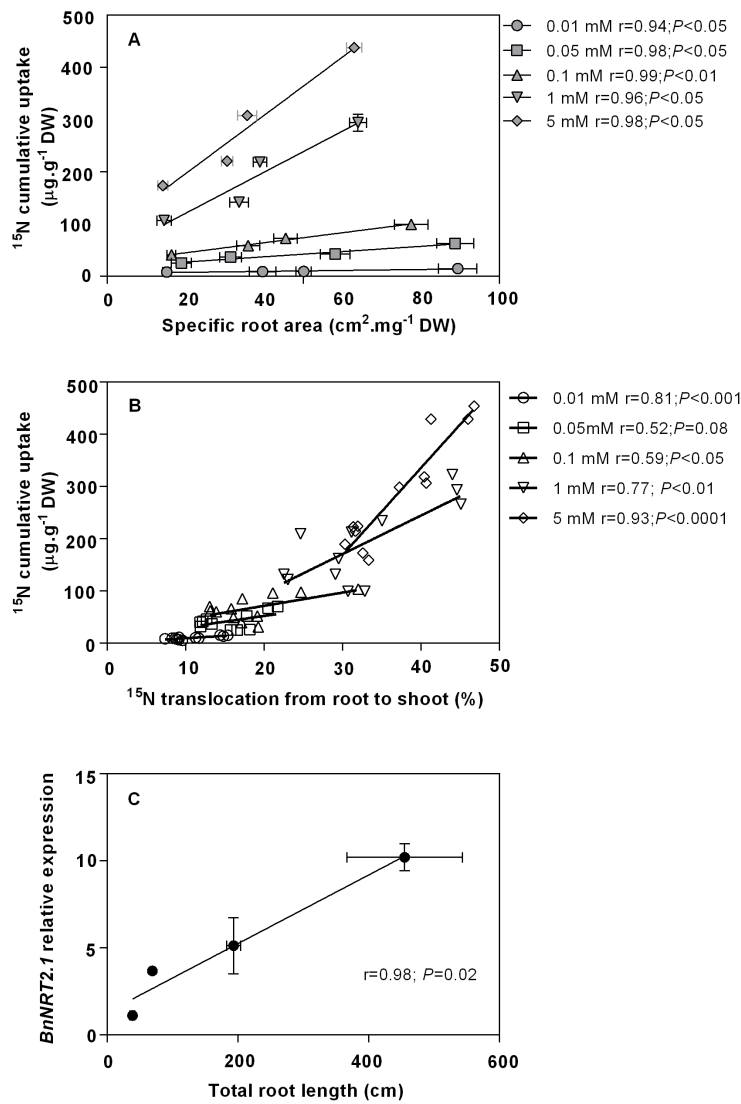 A
500
400
300
200
100
0
¹⁵N cumulative uptake
(µg.g⁻¹ DW)
0 20 40 60 80 100
Specific root area (cm².mg⁻¹ DW)
0.01 mM r=0.94;P<0.05
0.05 mM r=0.98;P<0.05
0.1 mM r=0.99;P<0.01
1 mM r=0.96;P<0.05
5 mM r=0.98;P<0.05
B
500
400
300
200
100
0
¹⁵N cumulative uptake
(µg.g⁻¹ DW)
0 10 20 30 40 50
¹⁵N translocation from root to shoot (%)
0.01 mM r=0.81;P<0.001
0.05mM r=0.52;P=0.08
0.1 mM r=0.59;P<0.05
1 mM r=0.77; P<0.01
5 mM r=0.93;P<0.0001
C
15
10
5
0
BnNRT2.1 relative expression
r=0.98; P=0.02
0 200 400 600
Total root length (cm)